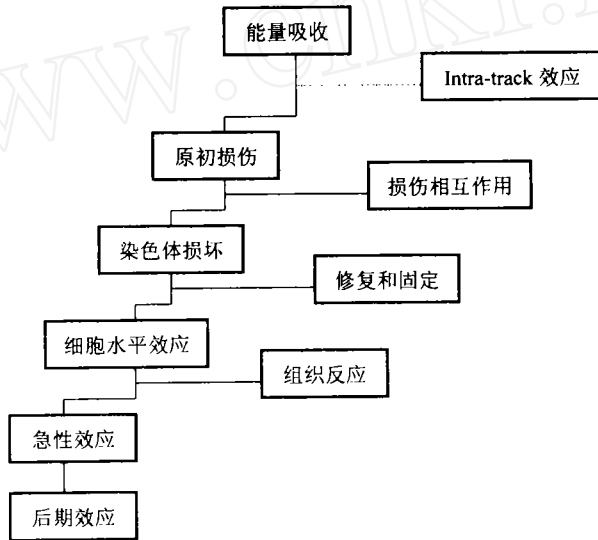 能量吸收
Intra-track 效应
原初损伤
损伤相互作用
染色体损坏
修复和固定
细胞水平效应
组织反应
急性效应
后期效应